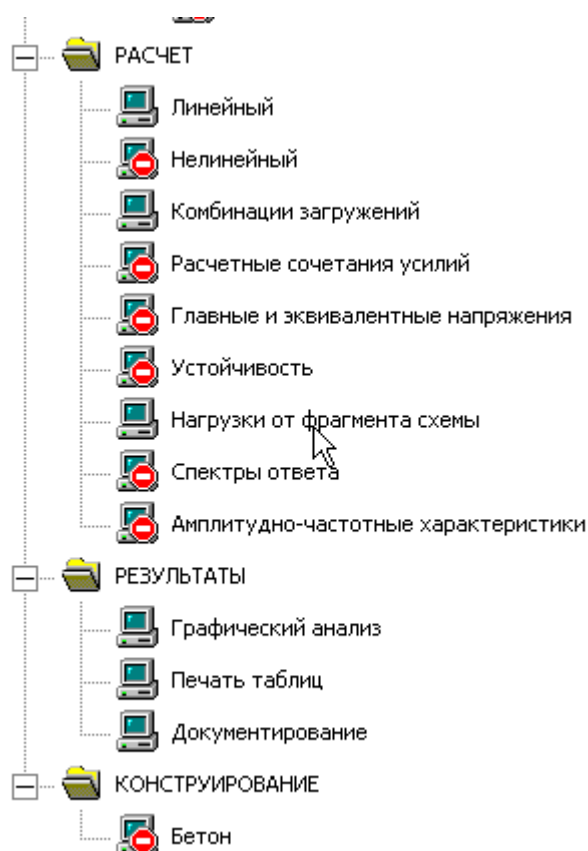 РАСЧЕТ
Линейный
Нелинейный
Комбинации загружений
Расчетные сочетания усилий
Главные и эквивалентные напряжения
Устойчивость
Нагрузки от фрагмента схемы
Спектры ответа
Амплитудно-частотные характеристики
РЕЗУЛЬТАТЫ
Графический анализ
Печать таблиц
Документирование
КОНСТРУИРОВАНИЕ
Бетон